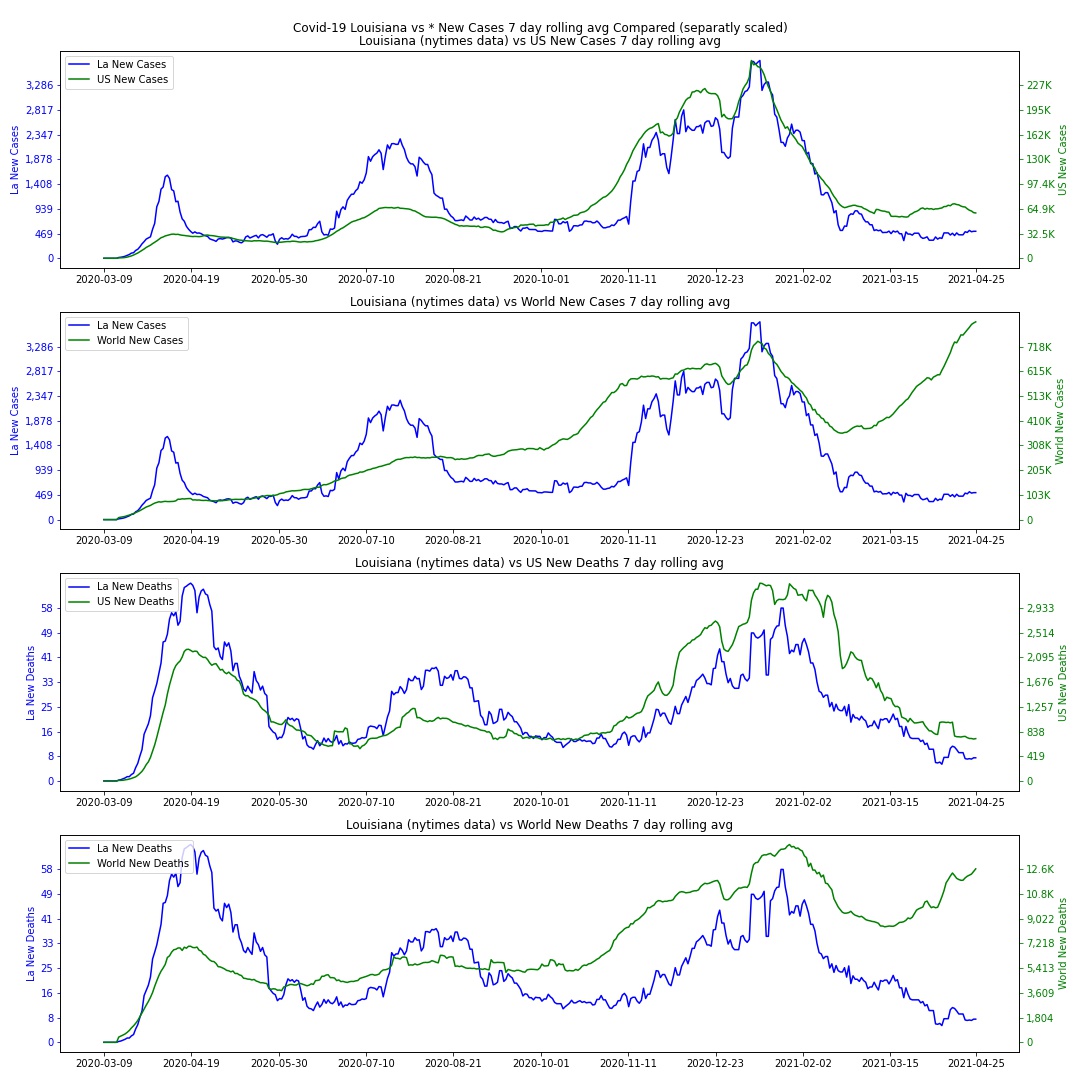 Covid-19 Louisiana vs * New Cases 7 day rolling avg Compared (separatly scaled)
Louisiana (nytimes data) vs US New Cases 7 day rolling avg
La New Cases
US New Cases
La New Cases
3,286
2,817
2,347
1,878
1,408
939
469
0
227K
195K
162K
130K
97.4K
64.9K
32.5K
0
US New Cases
2020-03-09 2020-04-19 2020-05-30 2020-07-10 2020-08-21 2020-10-01 2020-11-11 2020-12-23 2021-02-02 2021-03-15 2021-04-25
Louisiana (nytimes data) vs World New Cases 7 day rolling avg
La New Cases
World New Cases
La New Cases
3,286
2,817
2,347
1,878
1,408
939
469
0
718K
615K
513K
410K
308K
205K
103K
0
World New Cases
2020-03-09 2020-04-19 2020-05-30 2020-07-10 2020-08-21 2020-10-01 2020-11-11 2020-12-23 2021-02-02 2021-03-15 2021-04-25
Louisiana (nytimes data) vs US New Deaths 7 day rolling avg
La New Deaths
US New Deaths
La New Deaths
58
49
41
33
25
16
8
0
2,933
2,514
2,095
1,676
1,257
838
419
0
US New Deaths
2020-03-09 2020-04-19 2020-05-30 2020-07-10 2020-08-21 2020-10-01 2020-11-11 2020-12-23 2021-02-02 2021-03-15 2021-04-25
Louisiana (nytimes data) vs World New Deaths 7 day rolling avg
La New Deaths
World New Deaths
La New Deaths
58
49
41
33
25
16
8
0
12.6K
10.8K
9,022
7,218
5,413
3,609
1,804
0
World New Deaths
2020-03-09 2020-04-19 2020-05-30 2020-07-10 2020-08-21 2020-10-01 2020-11-11 2020-12-23 2021-02-02 2021-03-15 2021-04-25